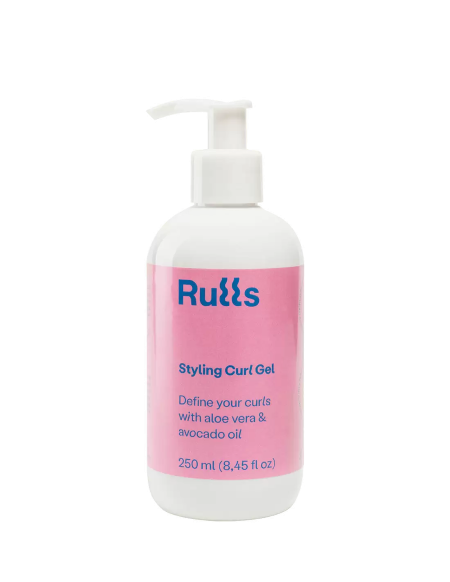 Rulls
Styling Curl Gel
Define your curls
with aloe vera &
avocado oil
250 ml (8,45 fl oz)